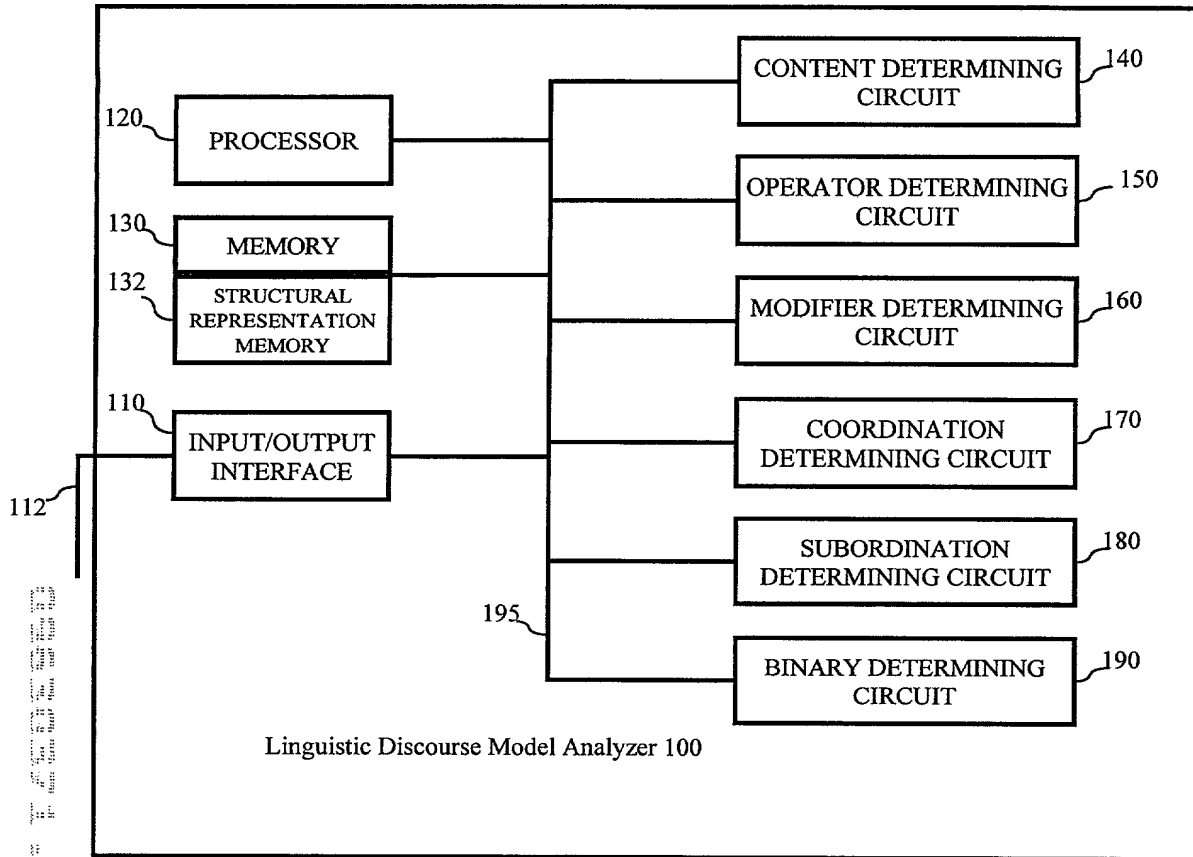 CONTENT DETERMINING
CIRCUIT
140
120
PROCESSOR
OPERATOR DETERMINING
CIRCUIT
150
130
MEMORY
132
STRUCTURAL
REPRESENTATION
MEMORY
MODIFIER DETERMINING
CIRCUIT
160
110
INPUT/OUTPUT
INTERFACE
112
COORDINATION
DETERMINING CIRCUIT
170
SUBORDINATION
DETERMINING CIRCUIT
180
195
BINARY DETERMINING
CIRCUIT
190
Linguistic Discourse Model Analyzer 100